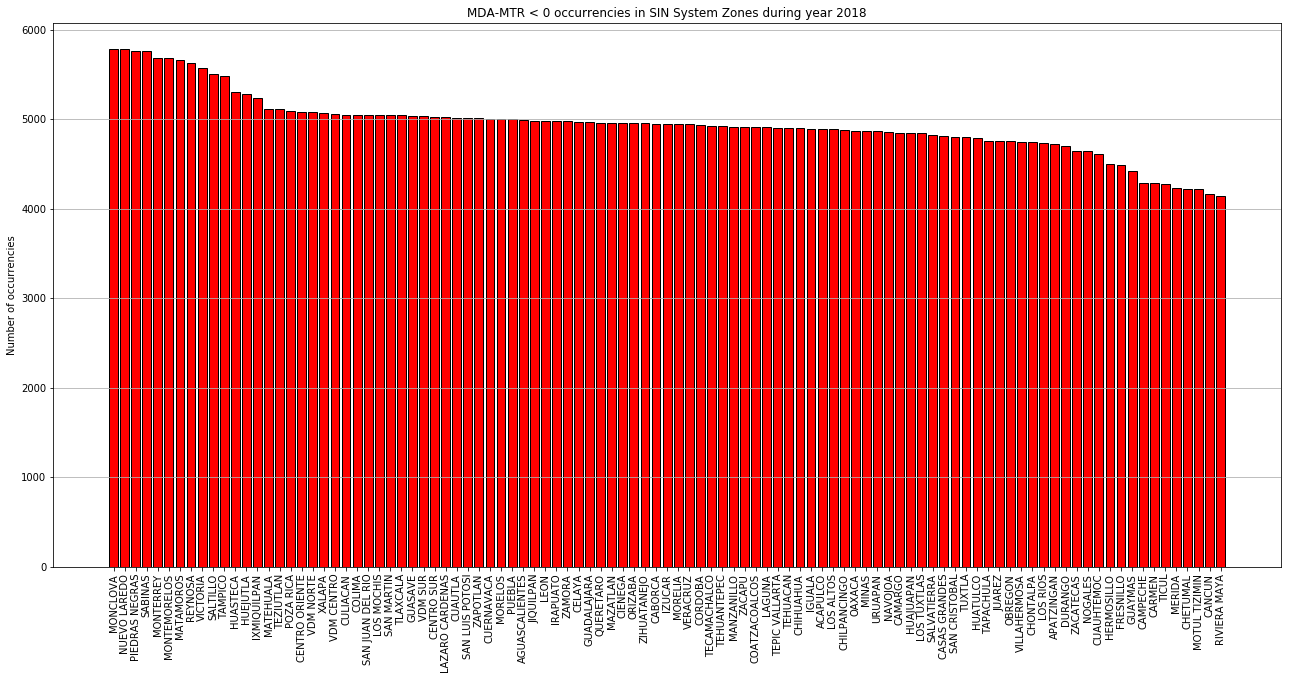 MDA-MTR < 0 occurrencies in SIN System Zones during year 2018
Number of occurrencies
6000
5000
4000
3000
2000
1000
0
MONCLOVA
NUEVO LAREDO
PIEDRAS NEGRAS
SABINAS
MONTERREY
MONTEMORELOS
MATAMOROS
REYNOSA
VICTORIA
SALTILLO
TAMPICO
HUASTECA
HUEJUTLA
IXMIQUILPAN
MATEHUALA
TEZIUTLAN
POZA RICA
CENTRO ORIENTE
VDM NORTE
XALAPA
VDM CENTRO
CULIACAN
COLIMA
SAN JUAN DEL RIO
LOS MOCHIS
SAN MARTIN
TLAXCALA
GUASAVE
VDM SUR
CENTRO SUR
LAZARO CARDENAS
CUAUTLA
SAN LUIS POTOSI
ZAPOTLAN
CUERNAVACA
MORELOS
PUEBLA
AGUASCALIENTES
JIQUILPAN
LEON
IRAPUATO
ZAMORA
CELAYA
GUADALAJARA
QUERETARO
MAZATLAN
CIENEGA
ORIZABA
ZIHUATANEJO
CABORCA
IZUCAR
MORELIA
VERACRUZ
CORDOBA
TECAMACHALCO
TEHUANTEPEC
MANZANILLO
ZACAPU
COATZACOALCOS
LAGUNA
TEPIC VALLARTA
TEHUACAN
CHIHUAHUA
IGUALA
ACAPULCO
LOS ALTOS
CHILPANCINGO
OAXACA
MINAS
URUAPAN
NAVOJOA
CAMARGO
HUAJUAPAN
LOS TUXTLAS
SALVATIERRA
CASAS GRANDES
SAN CRISTOBAL
TUXTLA
HUATULCO
TAPACHULA
JUAREZ
OBREGON
VILLAHERMOSA
CHONTALPA
LOS RIOS
APATZINGAN
DURANGO
ZACATECAS
NOGALES
CUAUHTEMOC
HERMOSILLO
FRESNILLO
GUAYMAS
CAMPECHE
CARMEN
TICUL
MERIDA
CHETUMAL
MOTUL TIZIMIN
CANCUN
RIVIERA MAYA